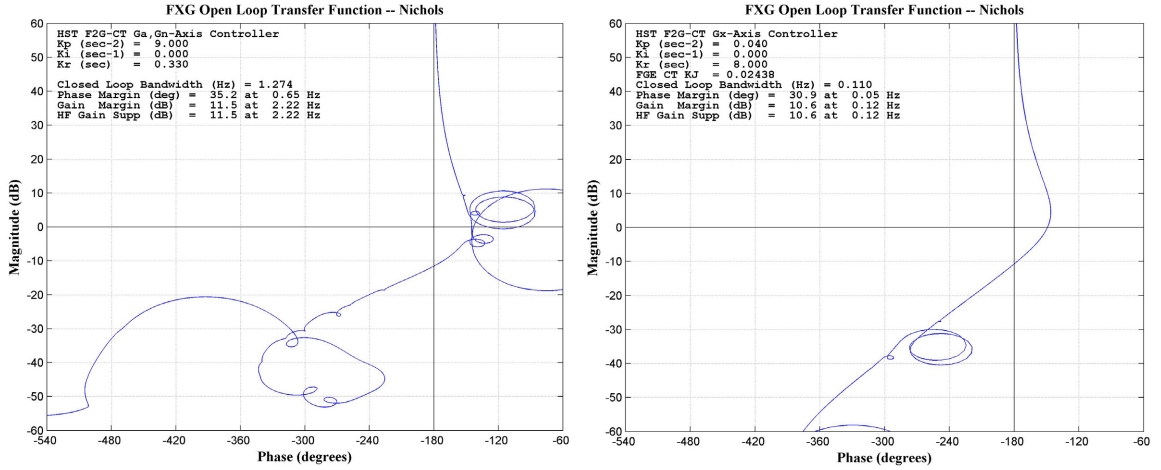 FXG Open Loop Transfer Function -- Nichols
HST F2G-CT Ga,Gn-Axis Controller
Kp (sec-2) = 9.000
Ki (sec-1) = 0.000
Kr (sec) = 0.330
Closed Loop Bandwidth (Hz) = 1.274
Phase Margin (deg) = 35.2 at 0.65 Hz
Gain Margin (dB) = 11.5 2.22 Hz
HF Gain Supp (dB) = 11.5 2.22 Hz
Magnitude (dB)
60
50
40
30
20
10
0
-10
-20
-30
-40
-50
-60
-540 -480 -420 -360 -300 -240 -180 -120 -60
Phase (degrees)
FXG Open Loop Transfer Function -- Nichols
HST F2G-CT Gx-Axis Controller
Kp (sec-2) = 0.040
Ki (sec-1) = 0.000
Kr (sec) = 8.000
FGE CT KJ = 0.02438
Closed Loop Bandwidth (Hz) = 0.110
Phase Margin (deg) = 30.9 at 0.05 Hz
Gain Margin (dB) = 10.6 at 0.12 Hz
HF Gain Supp (dB) = 10.6 at 0.12 Hz
Magnitude (dB)
60
50
40
30
20
10
0
-10
-20
-30
-40
-50
-60
-540 -480 -420 -360 -300 -240 -180 -120 -60
Phase (degrees)